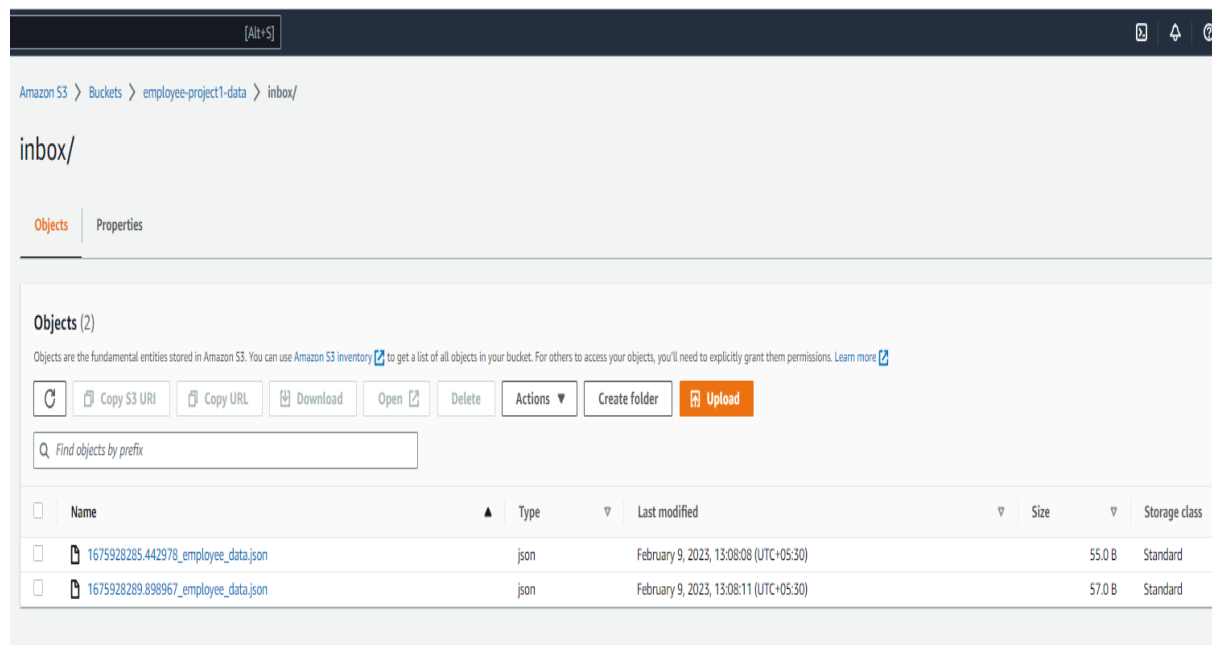 [Alt+S]
Amazon S3 > Buckets > employee-project1-data > inbox/
inbox/
Objects Properties
Objects (2)
Objects are the fundamental entities stored in Amazon S3. You can use Amazon S3 inventory to get a list of all objects in your bucket. For others to access your objects, you'll need to explicitly grant them permissions. Learn more
Copy S3 URI Copy URL Download Open Delete Actions ▼ Create folder Upload
Find objects by prefix
Name ▲ Type ▽ Last modified ▽ Size ▽ Storage class
1675928285.442978_employee_data.json json February 9, 2023, 13:08:08 (UTC+05:30) 55.0 B Standard
1675928289.898967_employee_data.json json February 9, 2023, 13:08:11 (UTC+05:30) 57.0 B Standard